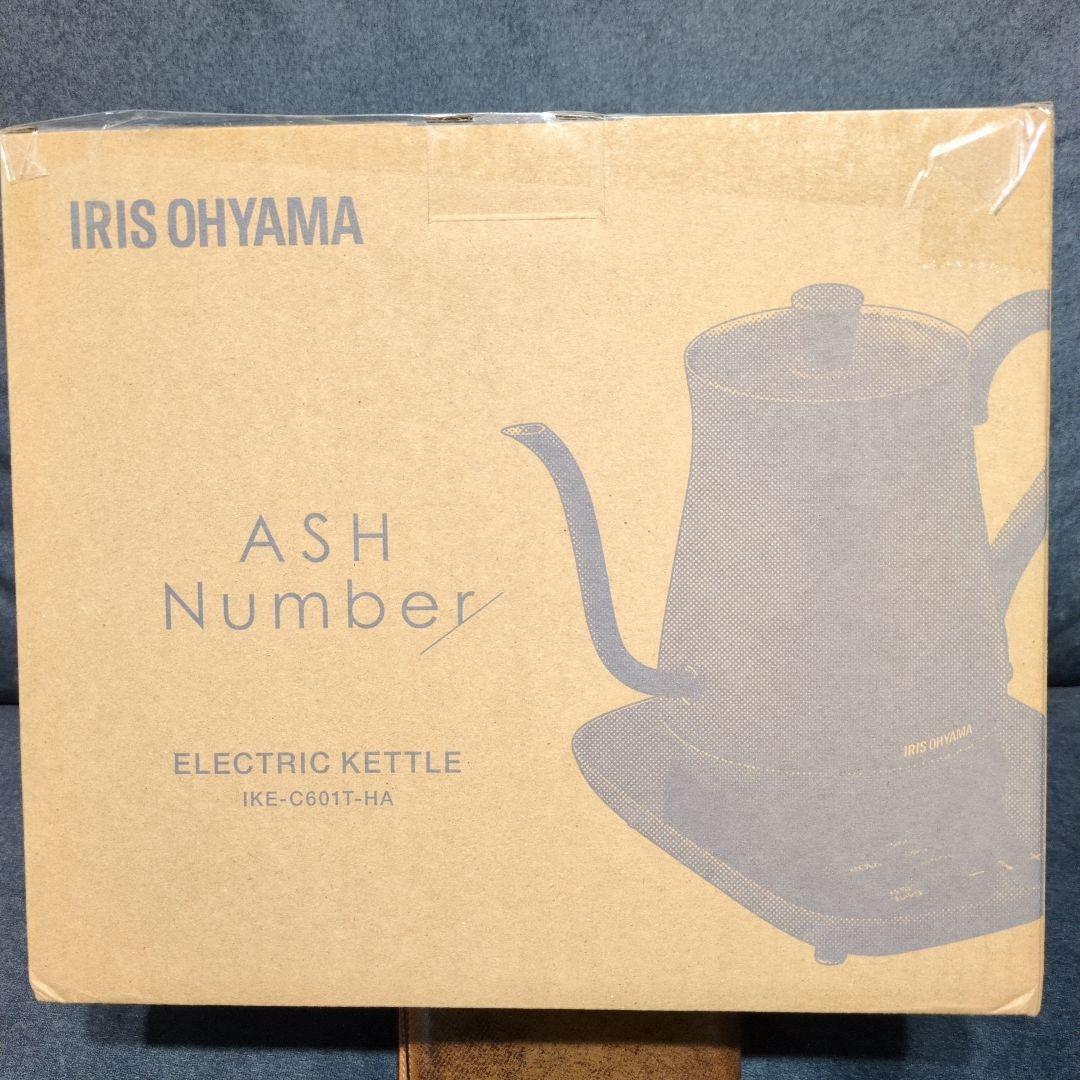 IRIS OHYAMA
ASH
Number
ELECTRIC KETTLE
IKE-C601T-HA
IRIS OHYAMA